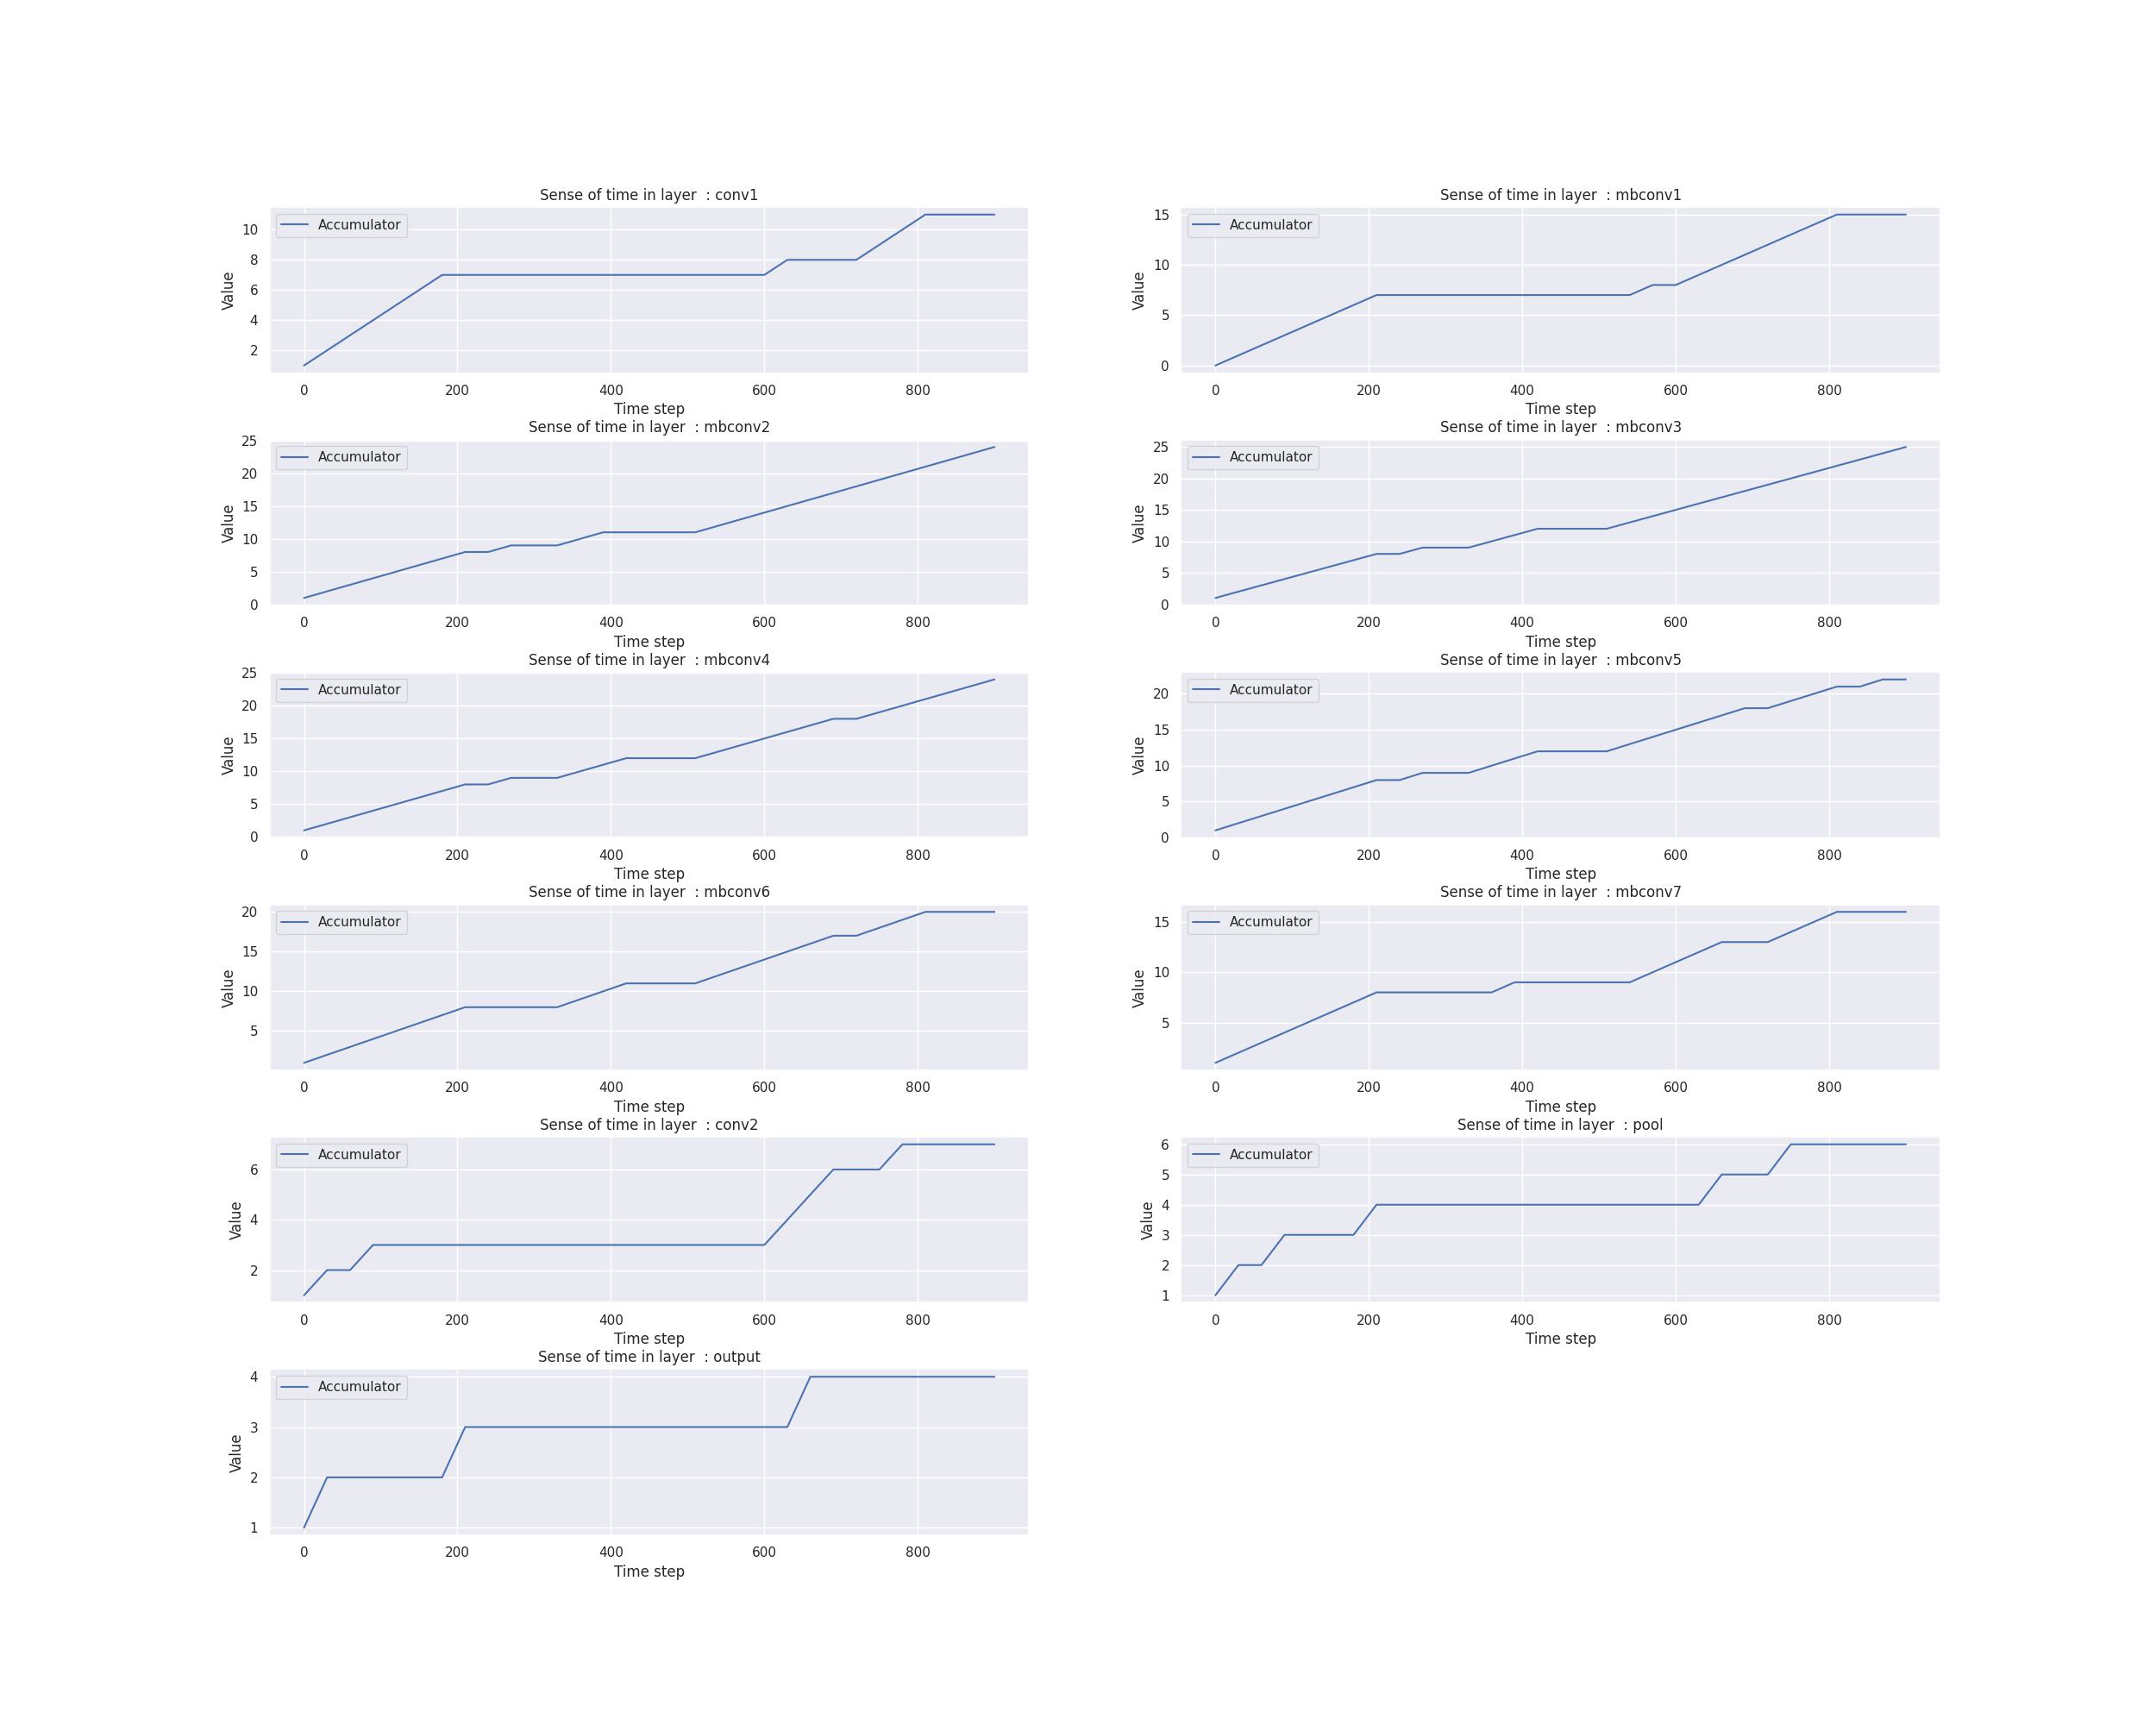 Sense of time in layer  : conv1
Accumulator
Value
10
8
6
4
2
0 200 400 600 800
Time step
Sense of time in layer  : mbconv1
Accumulator
Value
15
10
5
0
0 200 400 600 800
Time step
Sense of time in layer  : mbconv2
Accumulator
Value
25
20
15
10
5
0
0 200 400 600 800
Time step
Sense of time in layer  : mbconv3
Accumulator
Value
25
20
15
10
5
0
0 200 400 600 800
Time step
Sense of time in layer  : mbconv4
Accumulator
Value
25
20
15
10
5
0
0 200 400 600 800
Time step
Sense of time in layer  : mbconv5
Accumulator
Value
20
15
10
5
0
0 200 400 600 800
Time step
Sense of time in layer  : mbconv6
Accumulator
Value
20
15
10
5
0 200 400 600 800
Time step
Sense of time in layer  : mbconv7
Accumulator
Value
15
10
5
0 200 400 600 800
Time step
Sense of time in layer  : conv2
Accumulator
Value
6
4
2
0 200 400 600 800
Time step
Sense of time in layer  : pool
Accumulator
Value
6
5
4
3
2
1
0 200 400 600 800
Time step
Sense of time in layer  : output
Accumulator
Value
4
3
2
1
0 200 400 600 800
Time step